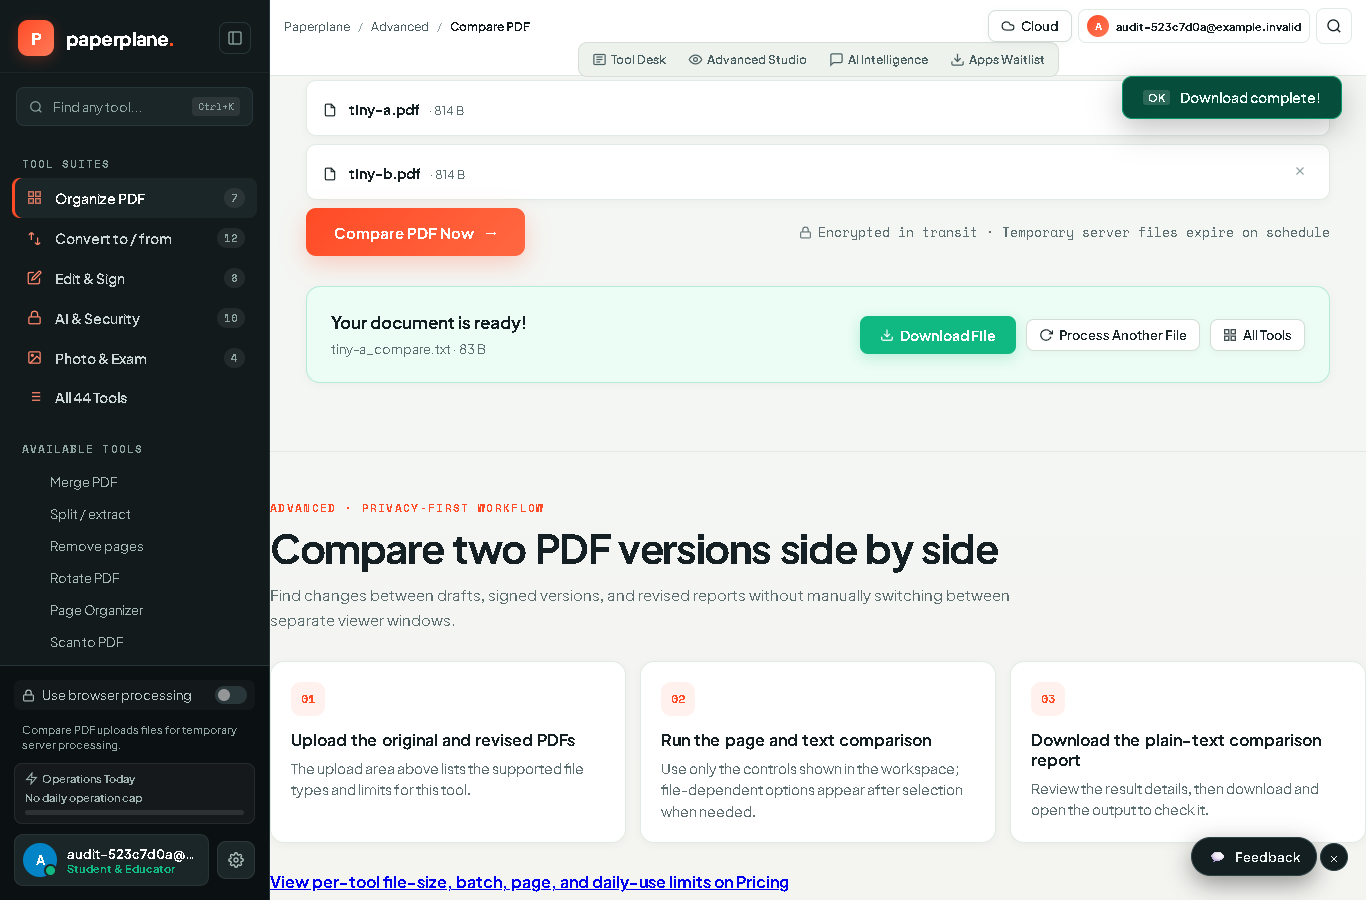 P paperplane.
Find any tool... Ctrl+K
TOOL SUITES
Organize PDF 7
Convert to / from 12
Edit & Sign 8
AI & Security 10
Photo & Exam 4
All 44 Tools
AVAILABLE TOOLS
Merge PDF
Split / extract
Remove pages
Rotate PDF
Page Organizer
Scan to PDF
Use browser processing
Compare PDF uploads files for temporary
server processing.
Operations Today
No daily operation cap
A audit-523c7d0a@...
Student & Educator
Paperplane / Advanced / Compare PDF
Cloud
A audit-523c7d0a@example.invalid
Tool Desk Advanced Studio AI Intelligence Apps Waitlist
OK Download complete!
tiny-a.pdf · 814 B
tiny-b.pdf · 814 B ×
Compare PDF Now →
Encrypted in transit · Temporary server files expire on schedule
Your document is ready!
tiny-a_compare.txt · 83 B
Download File Process Another File All Tools
ADVANCED · PRIVACY-FIRST WORKFLOW
Compare two PDF versions side by side
Find changes between drafts, signed versions, and revised reports without manually switching between
separate viewer windows.
01
Upload the original and revised PDFs
The upload area above lists the supported file
types and limits for this tool.
02
Run the page and text comparison
Use only the controls shown in the workspace;
file-dependent options appear after selection
when needed.
03
Download the plain-text comparison
report
Review the result details, then download and
open the output to check it.
View per-tool file-size, batch, page, and daily-use limits on Pricing
Feedback ×